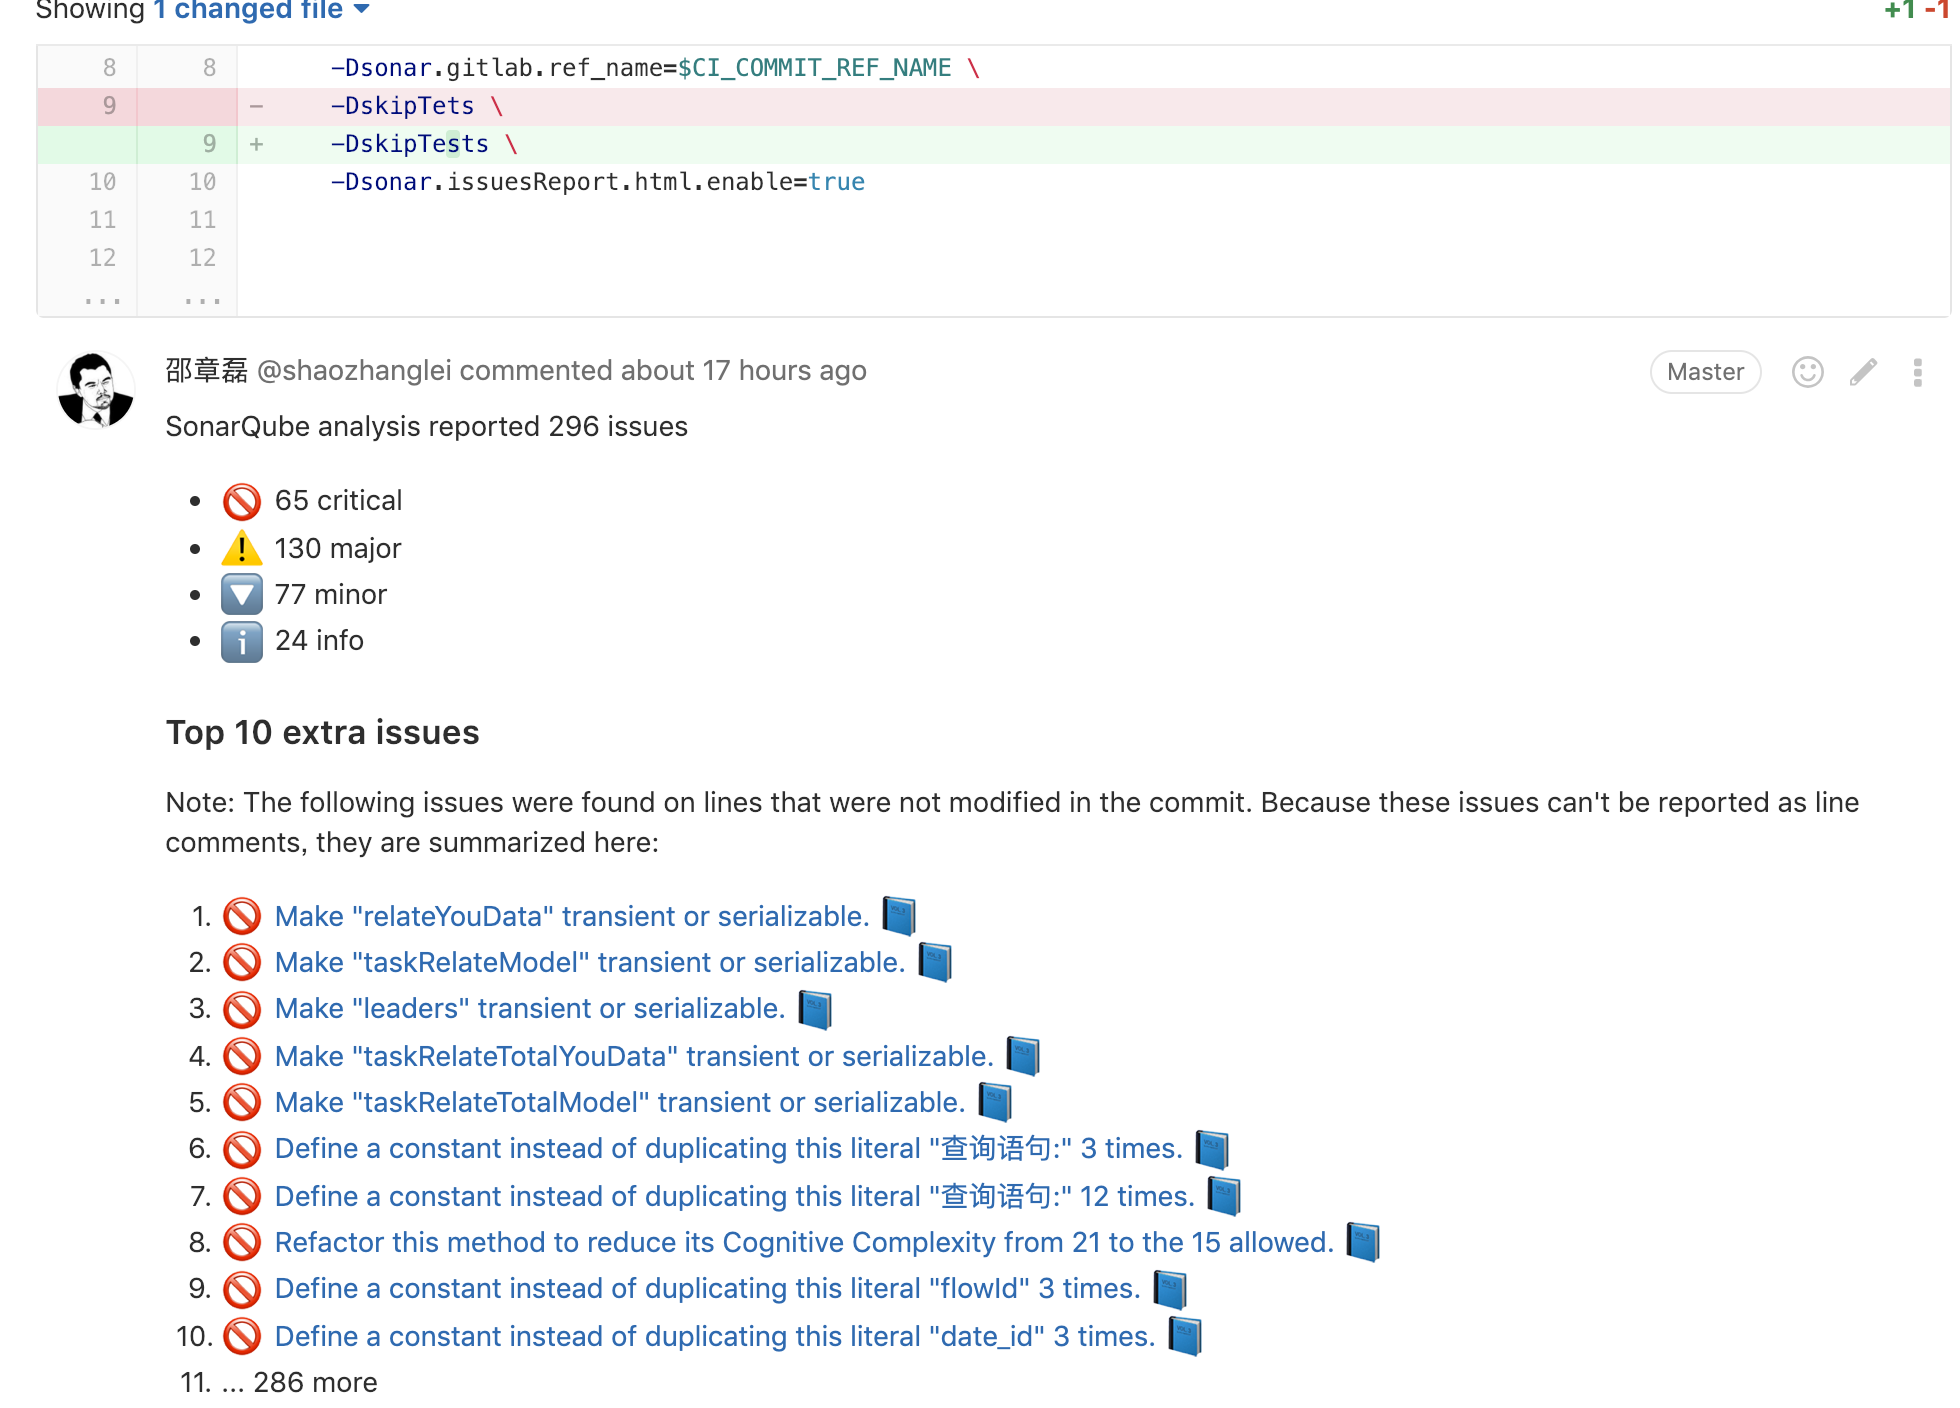 Showing 1 changed file
+1 -1
8 8 -Dsonar.gitlab.ref_name=$CI_COMMIT_REF_NAME \
9 - -DskipTets \
9 + -DskipTests \
10 10 -Dsonar.issuesReport.html.enable=true
11 11
12 12
... ...
邵章磊 @shaozhanglei commented about 17 hours ago
Master
SonarQube analysis reported 296 issues
• 65 critical
• 130 major
• 77 minor
• 24 info
Top 10 extra issues
Note: The following issues were found on lines that were not modified in the commit. Because these issues can't be reported as line
comments, they are summarized here:
1. Make "relateYouData" transient or serializable.
2. Make "taskRelateModel" transient or serializable.
3. Make "leaders" transient or serializable.
4. Make "taskRelateTotalYouData" transient or serializable.
5. Make "taskRelateTotalModel" transient or serializable.
6. Define a constant instead of duplicating this literal "查询语句:" 3 times.
7. Define a constant instead of duplicating this literal "查询语句:" 12 times.
8. Refactor this method to reduce its Cognitive Complexity from 21 to the 15 allowed.
9. Define a constant instead of duplicating this literal "flowId" 3 times.
10. Define a constant instead of duplicating this literal "date_id" 3 times.
11. ... 286 more